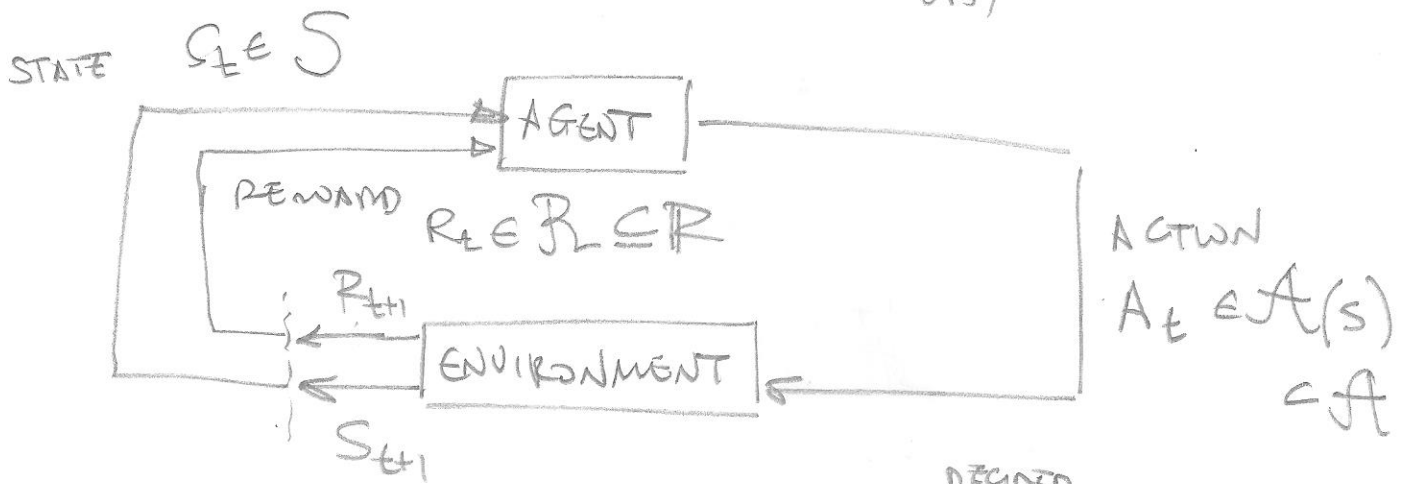 STATE S_t ∈ S
AGENT
REWARD
R_t ∈ ℛ ⊆ ℝ
ACTION
A_t ∈ 𝒜(s)
⊂ 𝒜
R_{t+1}
ENVIRONMENT
S_{t+1}